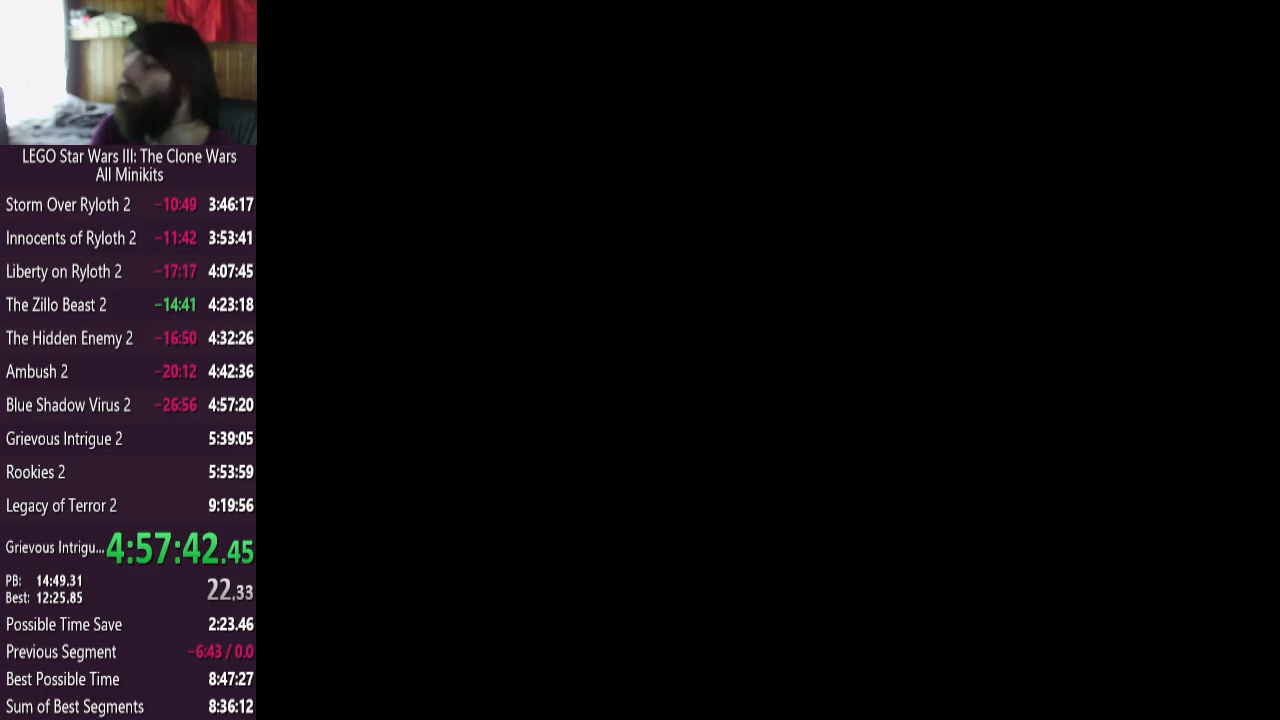 LEGO Star Wars III: The Clone Wars
All Minikits
Storm Over Ryloth 2 −10:49 3:46:17
Innocents of Ryloth 2 −11:42 3:53:41
Liberty on Ryloth 2 −17:17 4:07:45
The Zillo Beast 2 −14:41 4:23:18
The Hidden Enemy 2 −16:50 4:32:26
Ambush 2 −20:12 4:42:36
Blue Shadow Virus 2 −26:56 4:57:20
Grievous Intrigue 2 5:39:05
Rookies 2 5:53:59
Legacy of Terror 2 9:19:56
Grievous Intrigu... 4:57:42.45
PB: 14:49.31
Best: 12:25.85 22.33
Possible Time Save 2:23.46
Previous Segment −6:43 / 0.0
Best Possible Time 8:47:27
Sum of Best Segments 8:36:12